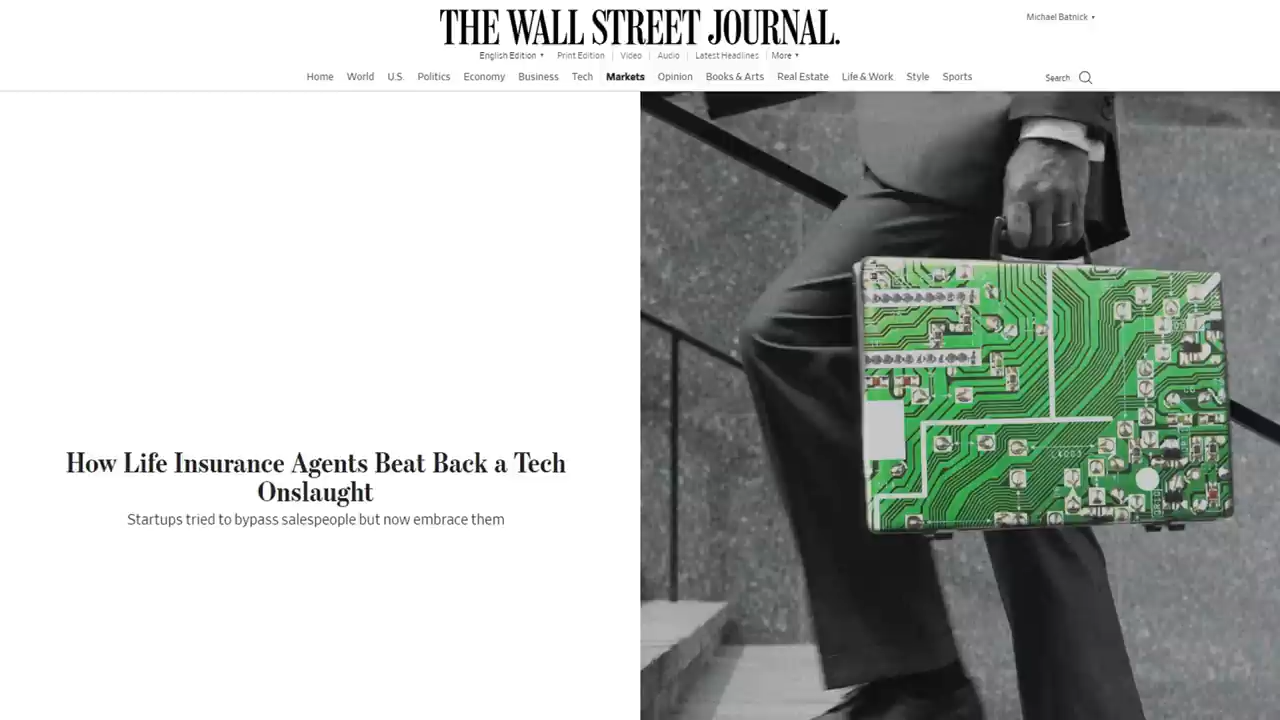 THE WALL STREET JOURNAL.
Michael Batnick
English Edition Print Edition Video Audio Latest Headlines More
Home World U.S. Politics Economy Business Tech Markets Opinion Books & Arts Real Estate Life & Work Style Sports Search
How Life Insurance Agents Beat Back a Tech
Onslaught
Startups tried to bypass salespeople but now embrace them